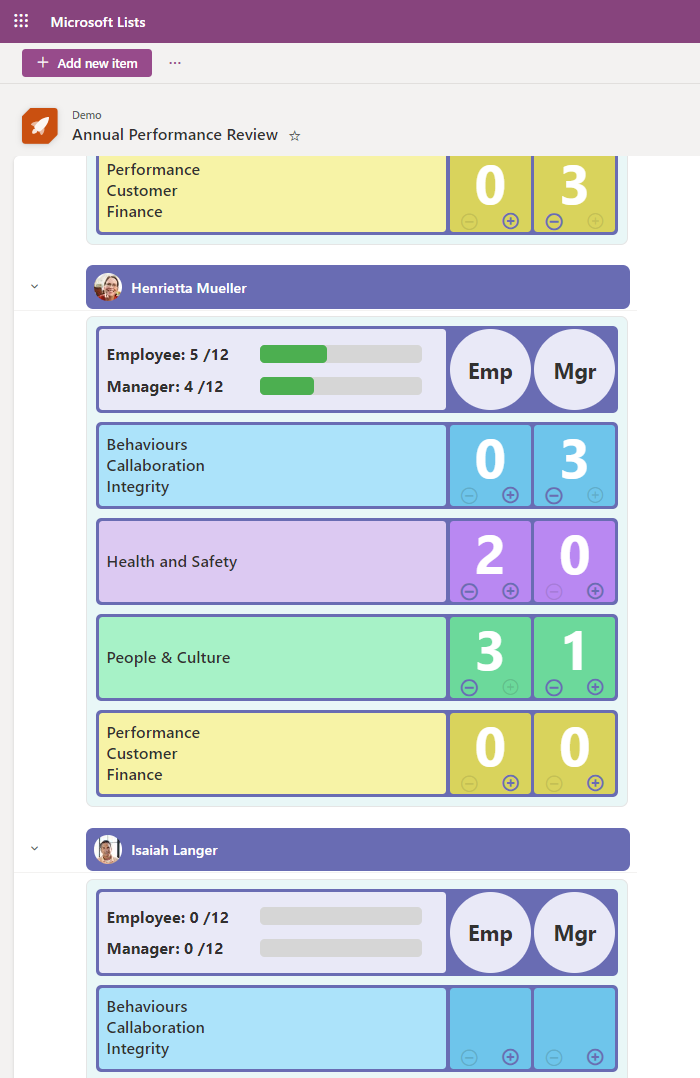 Microsoft Lists
+ Add new item
...
Demo
Annual Performance Review
Performance
Customer
Finance
0 3
Henrietta Mueller
Employee: 5 /12
Manager: 4 /12
Emp Mgr
Behaviours
Callaboration
Integrity
0 3
Health and Safety
2 0
People & Culture
3 1
Performance
Customer
Finance
0 0
Isaiah Langer
Employee: 0 /12
Manager: 0 /12
Emp Mgr
Behaviours
Callaboration
Integrity